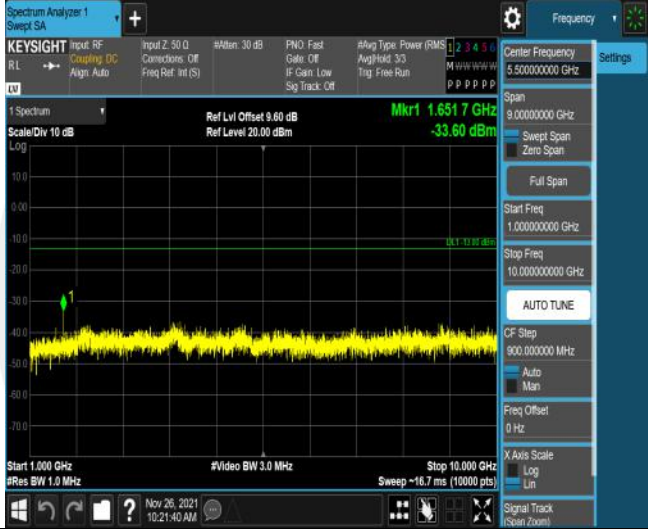 Spectrum Analyzer 1
Swept SA
+
Frequency
KEYSIGHT
RL
LV
Input: RF
Coupling: DC
Align: Auto
Input Z: 50 Ω
Corrections: Off
Freq Ref: Int (S)
#Atten: 30 dB
PNO: Fast
Gate: Off
IF Gain: Low
Sig Track: Off
#Avg Type: Power (RMS
Avg|Hold: 3/3
Trig: Free Run
1 2 3 4 5 6
M W W W W W
P P P P P P
1 Spectrum
Scale/Div 10 dB
Log
Ref Lvl Offset 9.60 dB
Ref Level 20.00 dBm
Mkr1 1.651 7 GHz
-33.60 dBm
10.0
0.00
-10.0
-20.0
-30.0
-40.0
-50.0
-60.0
-70.0
DL1 -13.00 dBm
1
Start 1.000 GHz
#Res BW 1.0 MHz
#Video BW 3.0 MHz
Stop 10.000 GHz
Sweep ~16.7 ms (10000 pts)
?
Nov 26, 2021
10:21:40 AM
Center Frequency
5.500000000 GHz
Settings
Span
9.00000000 GHz
Swept Span
Zero Span
Full Span
Start Freq
1.000000000 GHz
Stop Freq
10.000000000 GHz
AUTO TUNE
CF Step
900.000000 MHz
Auto
Man
Freq Offset
0 Hz
X Axis Scale
Log
Lin
Signal Track
(Span Zoom)